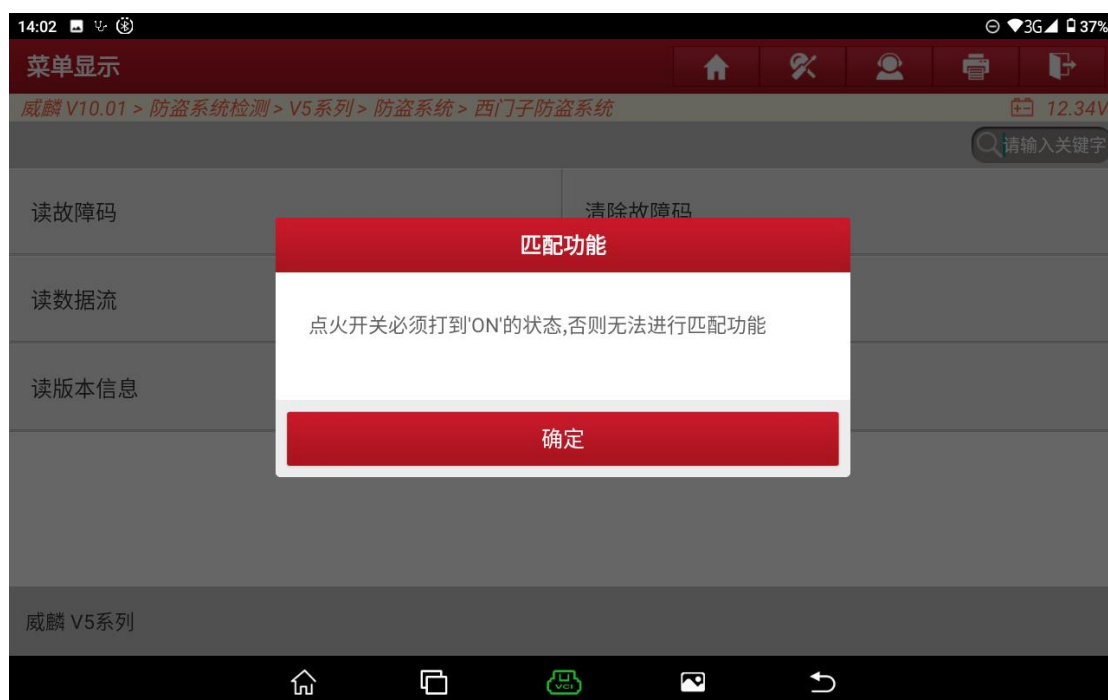 14:02
3G 37%
菜单显示
威麟 V10.01 > 防盗系统检测 > V5系列 > 防盗系统 > 西门子防盗系统
12.34V
请输入关键字
读故障码
清除故障码
匹配功能
读数据流
点火开关必须打到'ON'的状态,否则无法进行匹配功能
读版本信息
确定
威麟 V5系列
VCI